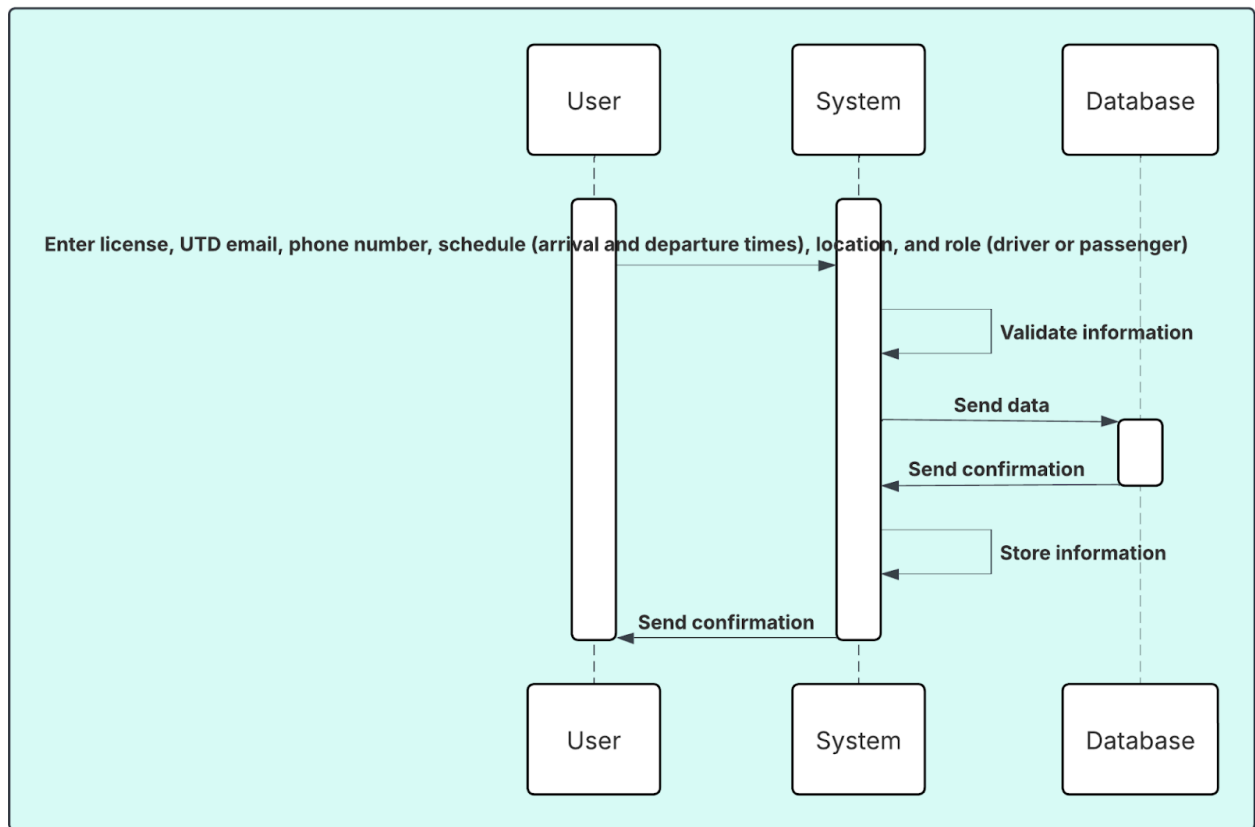 User
System
Database
Enter license, UTD email, phone number, schedule (arrival and departure times), location, and role (driver or passenger)
Validate information
Send data
Send confirmation
Store information
Send confirmation
User
System
Database